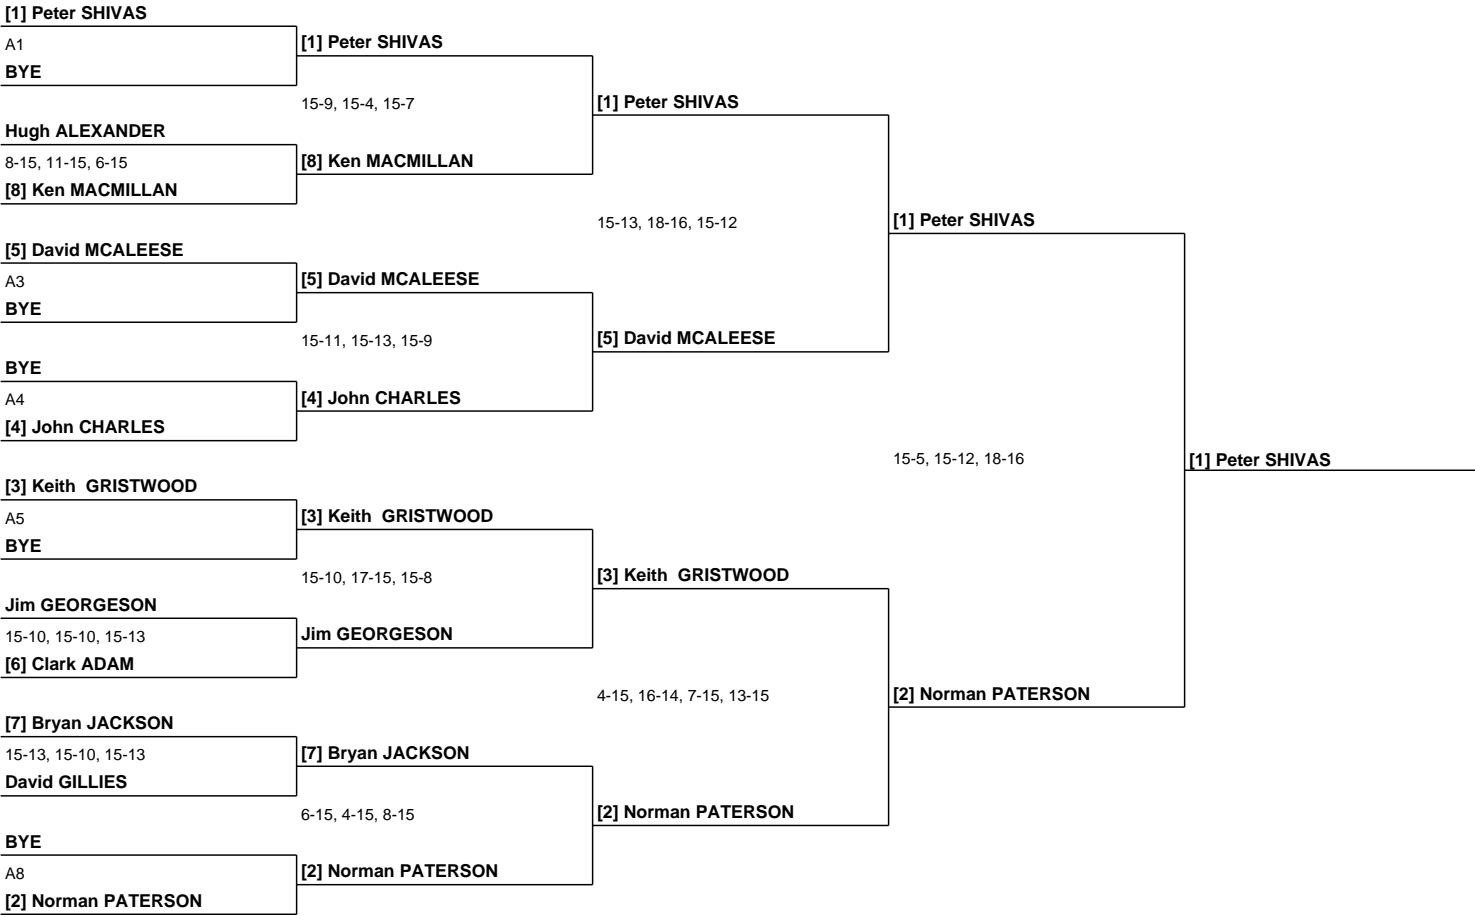 [1] Peter SHIVAS
A1
BYE
Hugh ALEXANDER
8-15, 11-15, 6-15
[8] Ken MACMILLAN
[5] David MCALEESE
A3
BYE
BYE
A4
[4] John CHARLES
[3] Keith  GRISTWOOD
A5
BYE
Jim GEORGESON
15-10, 15-10, 15-13
[6] Clark ADAM
[7] Bryan JACKSON
15-13, 15-10, 15-13
David GILLIES
BYE
A8
[2] Norman PATERSON
[1] Peter SHIVAS
15-9, 15-4, 15-7
[8] Ken MACMILLAN
[5] David MCALEESE
15-11, 15-13, 15-9
[4] John CHARLES
[3] Keith  GRISTWOOD
15-10, 17-15, 15-8
Jim GEORGESON
[7] Bryan JACKSON
6-15, 4-15, 8-15
[2] Norman PATERSON
[1] Peter SHIVAS
15-13, 18-16, 15-12
[5] David MCALEESE
[3] Keith  GRISTWOOD
4-15, 16-14, 7-15, 13-15
[2] Norman PATERSON
[1] Peter SHIVAS
15-5, 15-12, 18-16
[2] Norman PATERSON
[1] Peter SHIVAS